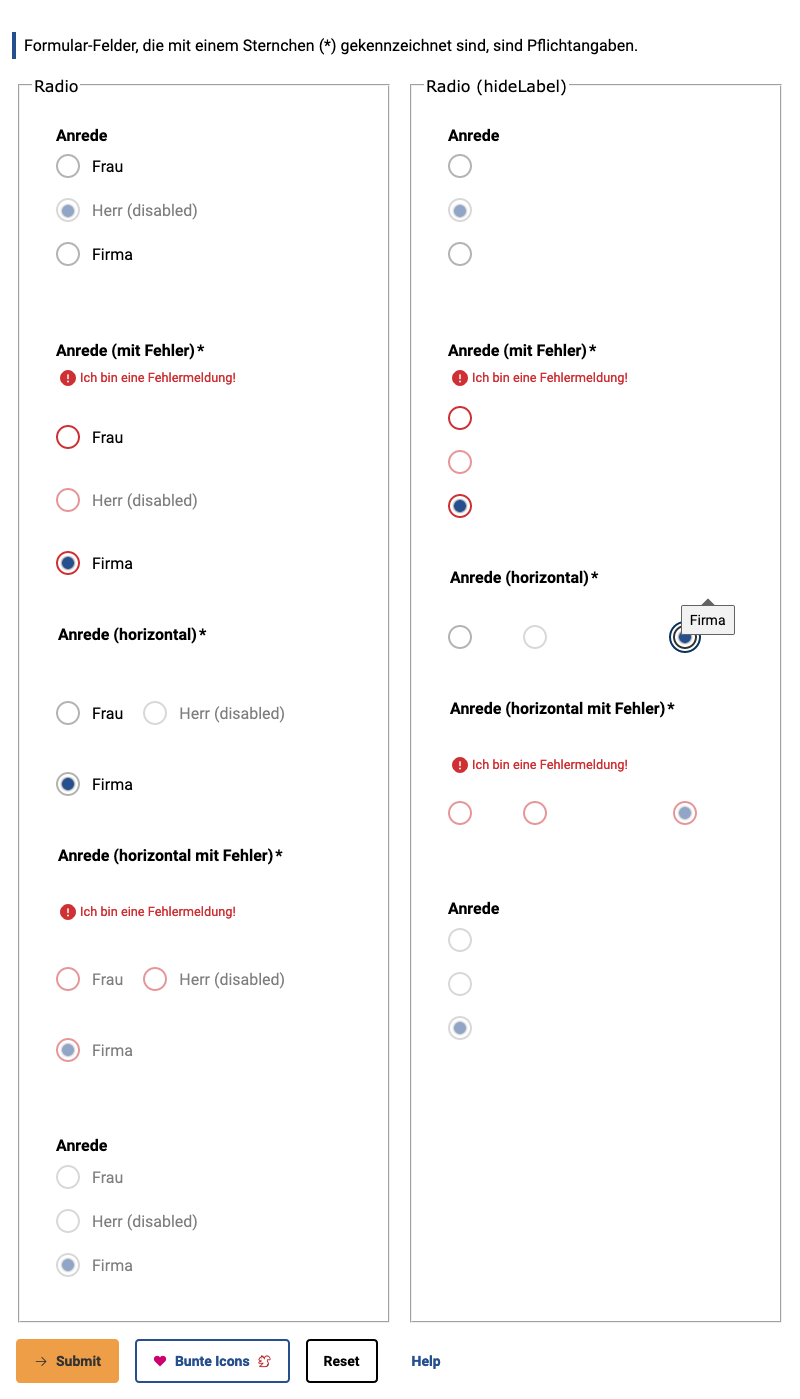 Formular-Felder, die mit einem Sternchen (*) gekennzeichnet sind, sind Pflichtangaben.
Radio
Anrede
Frau
Herr (disabled)
Firma
Anrede (mit Fehler)*
Ich bin eine Fehlermeldung!
Frau
Herr (disabled)
Firma
Anrede (horizontal)*
Frau
Herr (disabled)
Firma
Anrede (horizontal mit Fehler)*
Ich bin eine Fehlermeldung!
Frau
Herr (disabled)
Firma
Anrede
Frau
Herr (disabled)
Firma
Radio (hideLabel)
Anrede
Anrede (mit Fehler)*
Ich bin eine Fehlermeldung!
Anrede (horizontal)*
Firma
Anrede (horizontal mit Fehler)*
Ich bin eine Fehlermeldung!
Anrede
Submit
Bunte Icons
Reset
Help